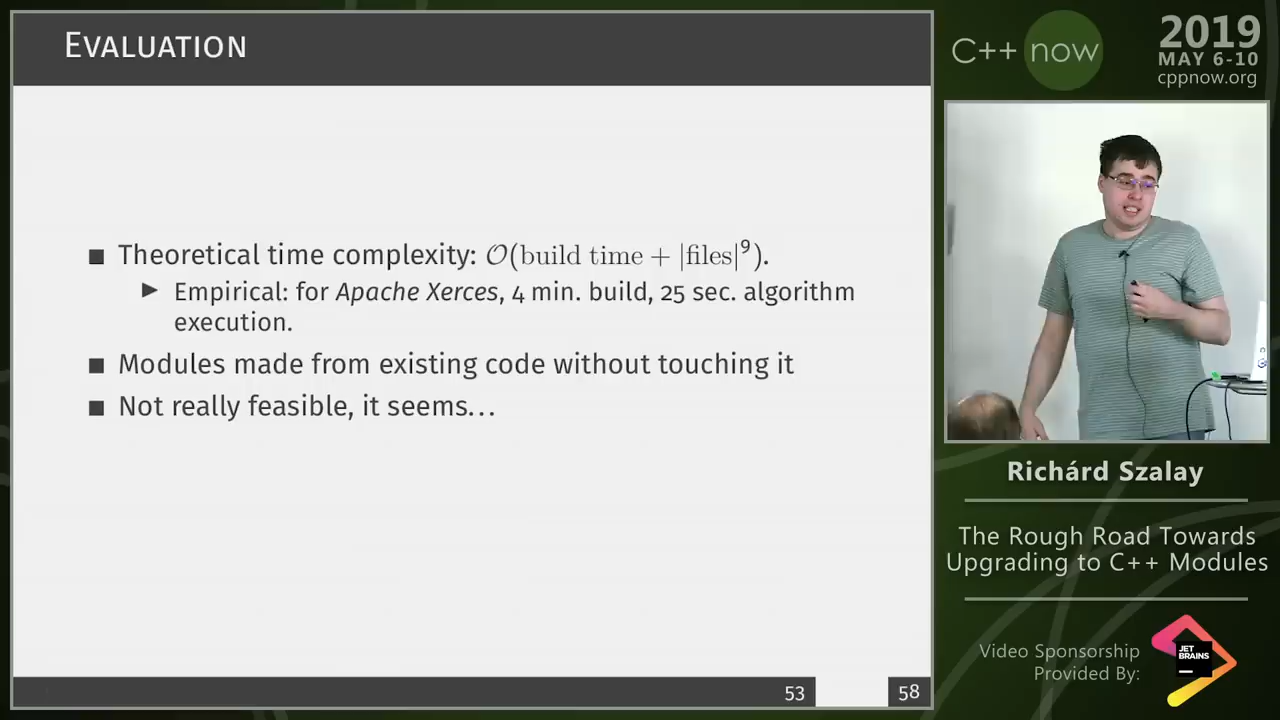 EVALUATION
■ Theoretical time complexity: 𝒪(build time + |files|⁹).
▶ Empirical: for Apache Xerces, 4 min. build, 25 sec. algorithm
execution.
■ Modules made from existing code without touching it
■ Not really feasible, it seems…
53
58
C++ now
2019
MAY 6-10
cppnow.org
Richárd Szalay
The Rough Road Towards
Upgrading to C++ Modules
Video Sponsorship
Provided By:
JET
BRAINS